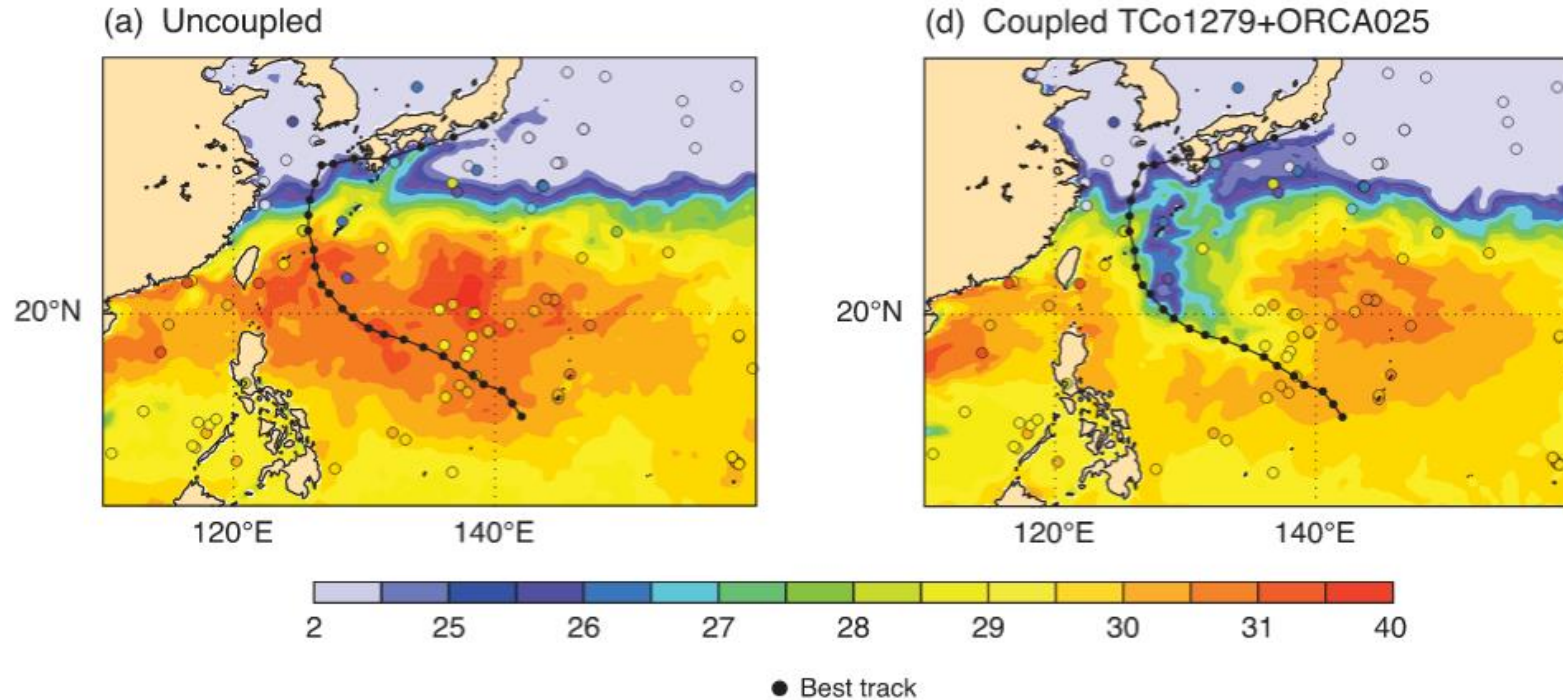 (a) Uncoupled
(d) Coupled TCo1279+ORCA025
20°N
20°N
120°E 140°E
120°E 140°E
2 25 26 27 28 29 30 31 40
Best track